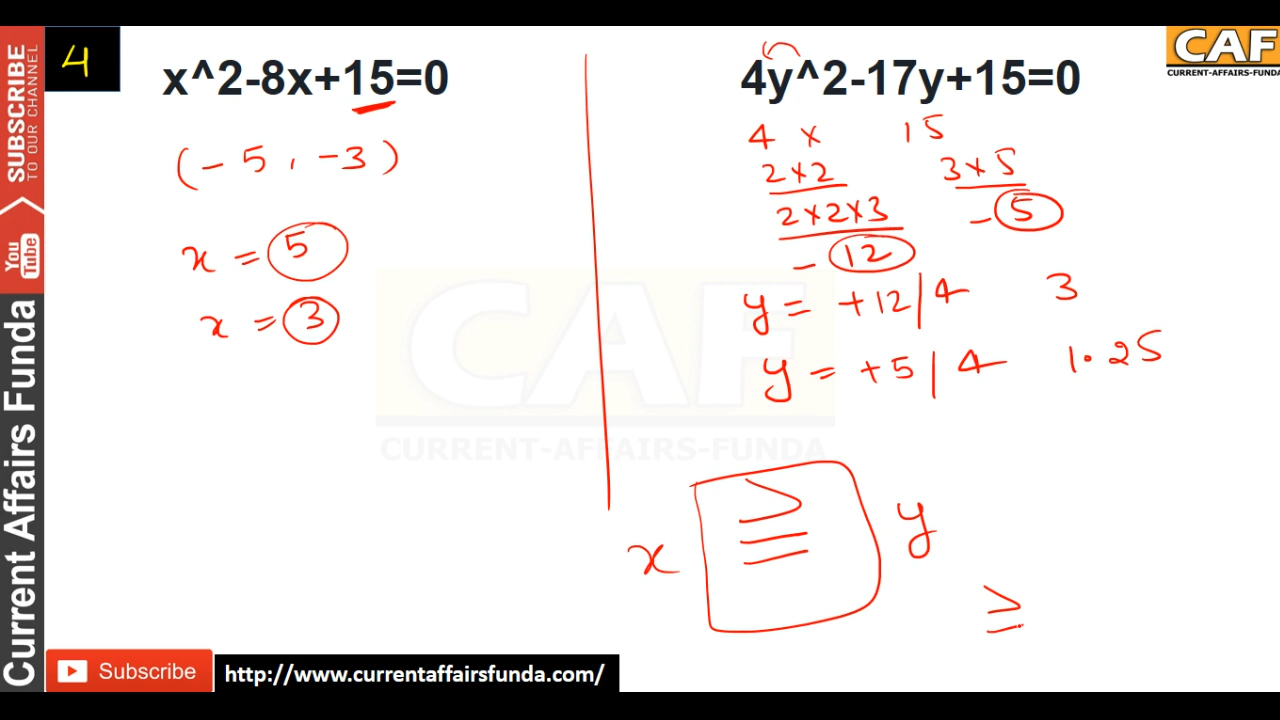 SUBSCRIBE
TO OUR CHANNEL
You
Tube
Current Affairs Funda
4
CAF
CURRENT-AFFAIRS-FUNDA
x^2-8x+15=0
(-5, -3)
x = 5
x = 3
4y^2-17y+15=0
4 x 15
2x2 3x5
2x2x3 -5
-12
y = +12/4 3
y = +5/4 1.25
CAF
CURRENT-AFFAIRS-FUNDA
x ≥ y
≥
Subscribe
http://www.currentaffairsfunda.com/